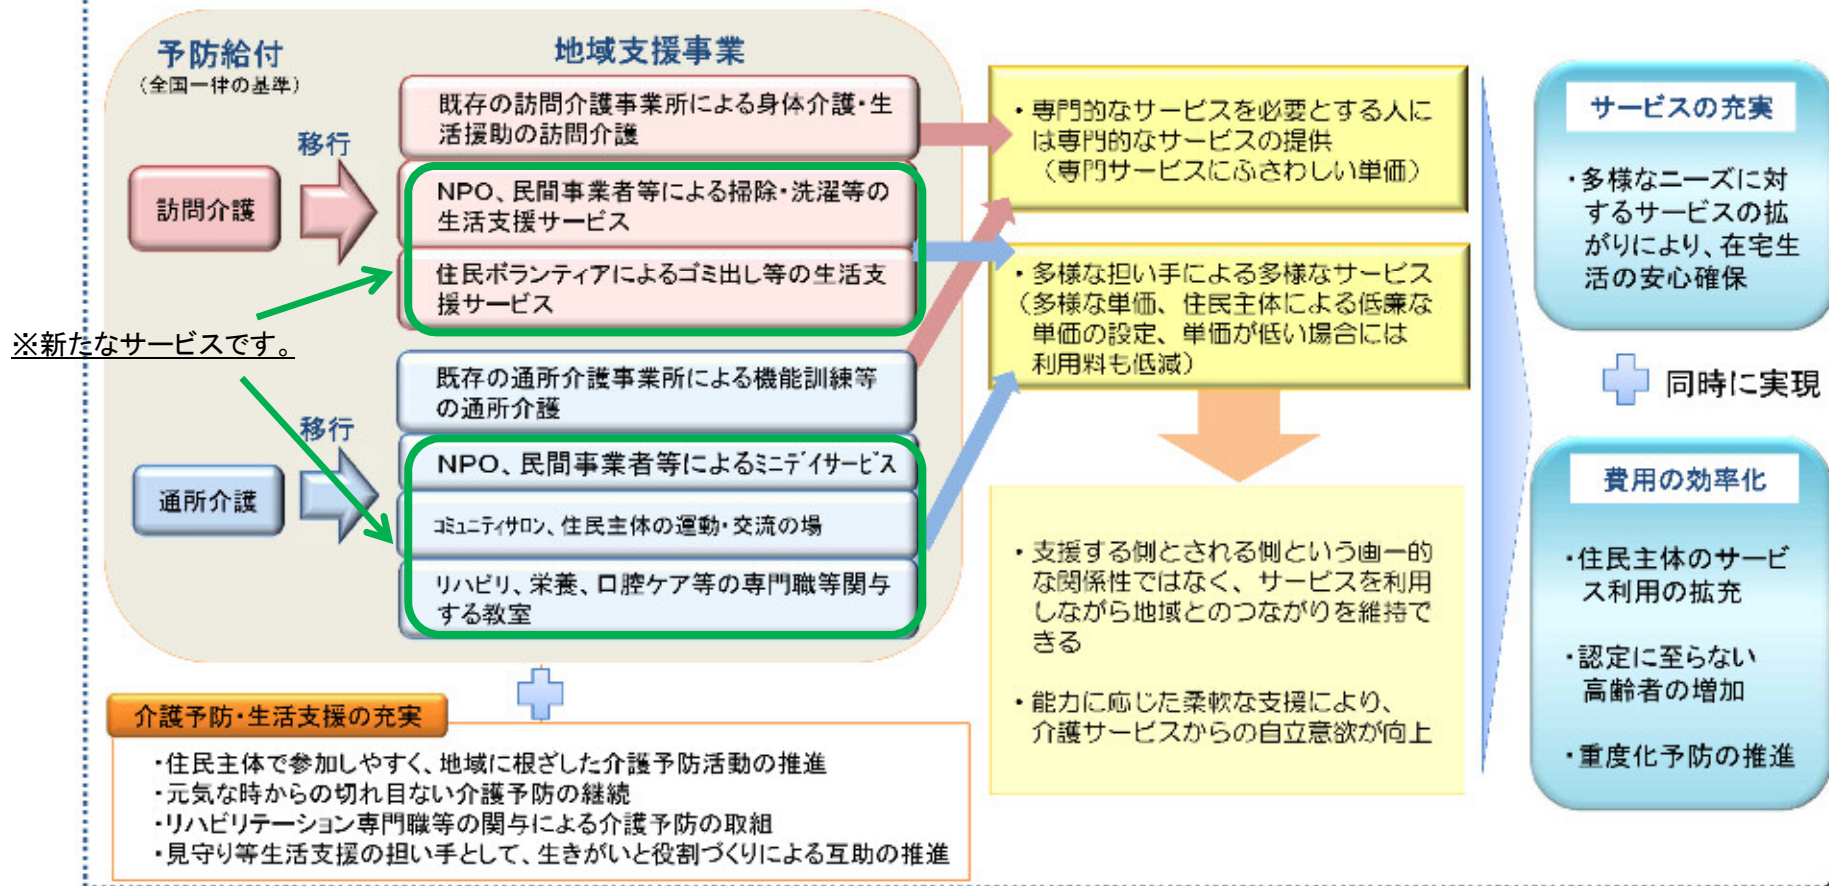 予防給付
(全国一律の基準)
地域支援事業
移行
訪問介護
既存の訪問介護事業所による身体介護・生
活援助の訪問介護
NPO、民間事業者等による掃除・洗濯等の
生活支援サービス
住民ボランティアによるゴミ出し等の生活支
援サービス
※新たなサービスです。
移行
通所介護
既存の通所介護事業所による機能訓練等
の通所介護
NPO、民間事業者等によるミニデイサービス
コミュニティサロン、住民主体の運動・交流の場
リハビリ、栄養、口腔ケア等の専門職等関与
する教室
介護予防・生活支援の充実
・住民主体で参加しやすく、地域に根ざした介護予防活動の推進
・元気な時からの切れ目ない介護予防の継続
・リハビリテーション専門職等の関与による介護予防の取組
・見守り等生活支援の担い手として、生きがいと役割づくりによる互助の推進
・専門的なサービスを必要とする人に
は専門的なサービスの提供
(専門サービスにふさわしい単価)
・多様な担い手による多様なサービス
(多様な単価、住民主体による低廉な
単価の設定、単価が低い場合には
利用料も低減)
・支援する側とされる側という画一的
な関係性ではなく、サービスを利用
しながら地域とのつながりを維持で
きる
・能力に応じた柔軟な支援により、
介護サービスからの自立意欲が向上
サービスの充実
・多様なニーズに対
するサービスの拡
がりにより、在宅生
活の安心確保
同時に実現
費用の効率化
・住民主体のサービ
ス利用の拡充
・認定に至らない
高齢者の増加
・重度化予防の推進